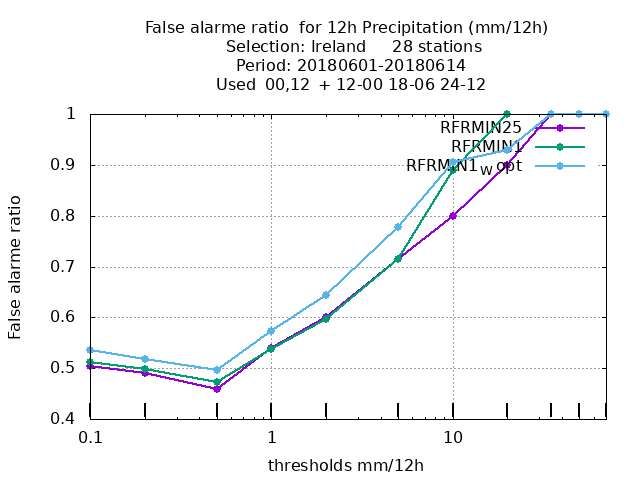 False alarme ratio  for 12h Precipitation (mm/12h)
Selection: Ireland     28 stations
Period: 20180601-20180614
Used  00,12  + 12-00 18-06 24-12
RFRMIN25
RFRMIN1
RFRMIN1w opt
1
0.9
0.8
0.7
0.6
0.5
0.4
False alarme ratio
0.1
1
10
thresholds mm/12h